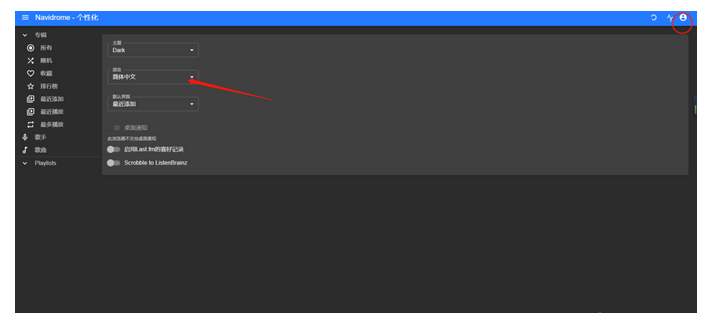 Navidrome - 个性化
专辑
所有
随机
收藏
排行榜
最近添加
最近播放
最多播放
歌手
歌曲
Playlists
主题
Dark
语言
简体中文
默认界面
最近添加
桌面通知
此浏览器不支持桌面通知
启用Last.fm的喜好记录
Scrobble to ListenBrainz